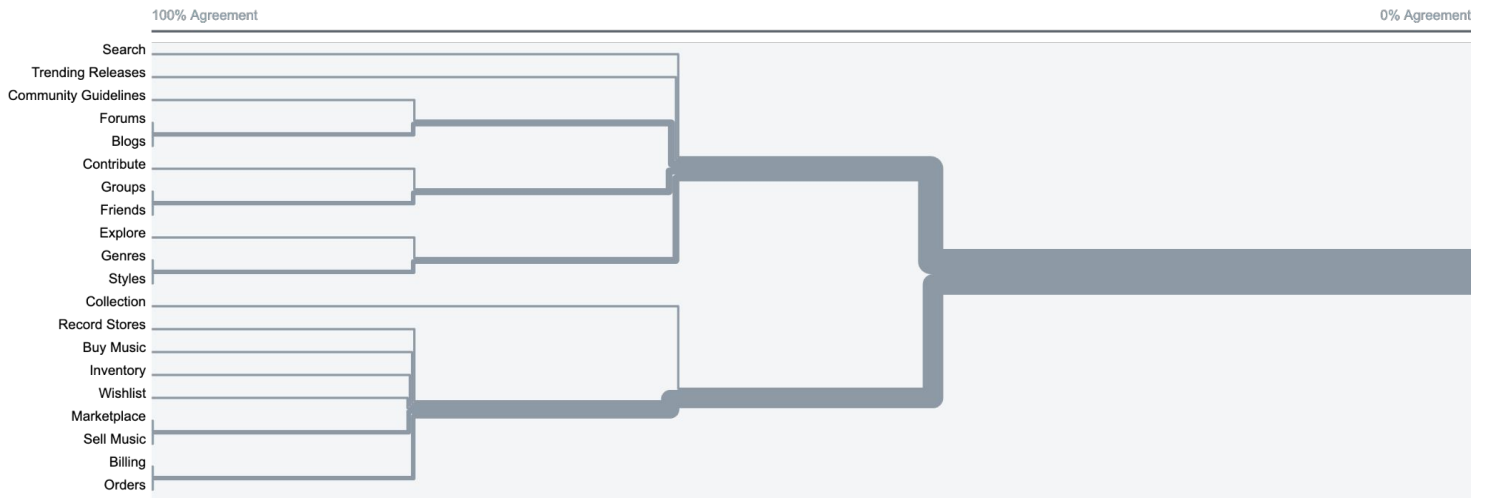 100% Agreement 0% Agreement
Search
Trending Releases
Community Guidelines
Forums
Blogs
Contribute
Groups
Friends
Explore
Genres
Styles
Collection
Record Stores
Buy Music
Inventory
Wishlist
Marketplace
Sell Music
Billing
Orders